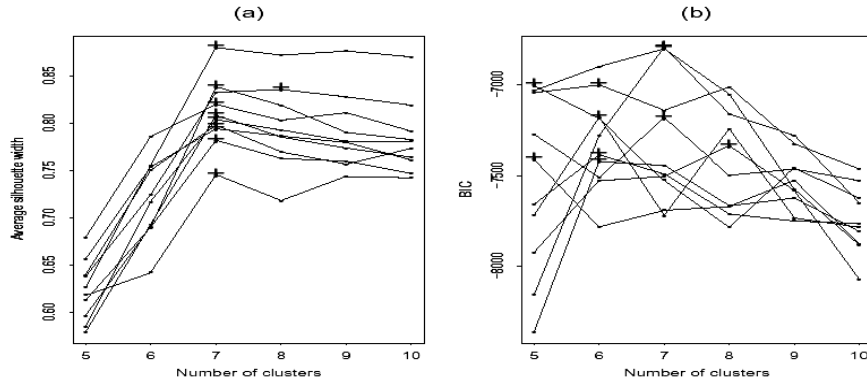 (a)
(b)
Average silhouette width
0.85
0.80
0.75
0.70
0.65
0.60
5 6 7 8 9 10
Number of clusters
BIC
-7000
-7500
-8000
5 6 7 8 9 10
Number of clusters